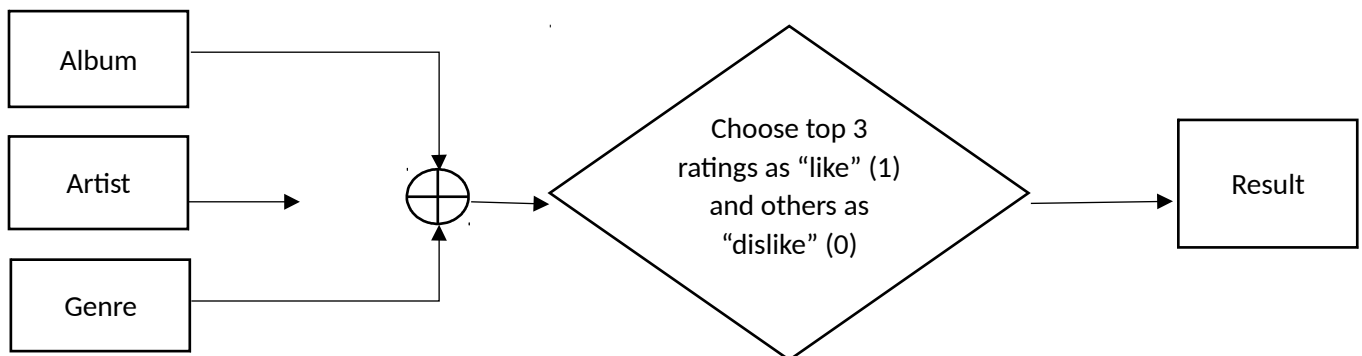 Album
Artist
Genre
Choose top 3
ratings as “like” (1)
and others as
“dislike” (0)
Result